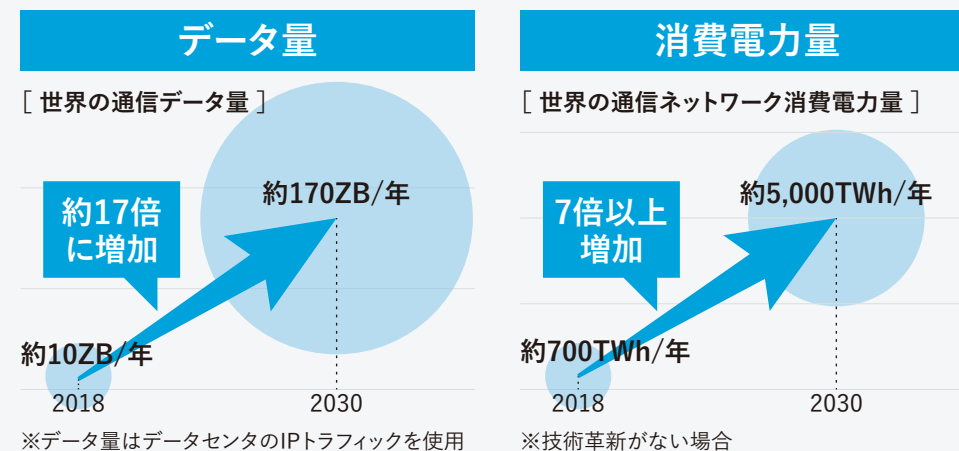 データ量
[ 世界の通信データ量 ]
約170ZB/年
約17倍
に増加
約10ZB/年
2018
2030
※データ量はデータセンタのIPトラフィックを使用
消費電力量
[ 世界の通信ネットワーク消費電力量 ]
約5,000TWh/年
7倍以上
増加
約700TWh/年
2018
2030
※技術革新がない場合